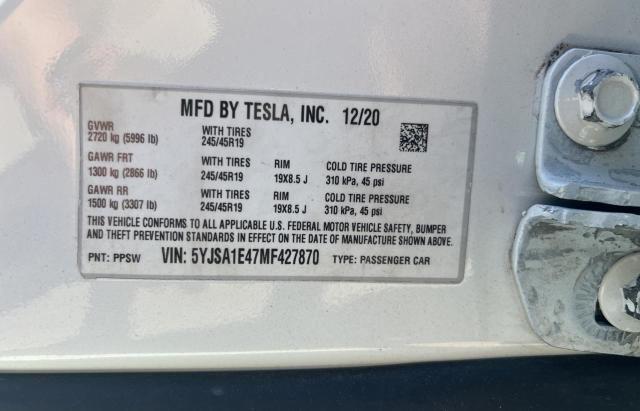 MFD BY TESLA, INC. 12/20
GVWR WITH TIRES
2720 kg (5996 lb) 245/45R19
GAWR FRT WITH TIRES RIM COLD TIRE PRESSURE
1300 kg (2866 lb) 245/45R19 19X8.5 J 310 kPa, 45 psi
GAWR RR WITH TIRES RIM COLD TIRE PRESSURE
1500 kg (3307 lb) 245/45R19 19X8.5 J 310 kPa, 45 psi
THIS VEHICLE CONFORMS TO ALL APPLICABLE U.S. FEDERAL MOTOR VEHICLE SAFETY, BUMPER
AND THEFT PREVENTION STANDARDS IN EFFECT ON THE DATE OF MANUFACTURE SHOWN ABOVE.
PNT: PPSW VIN: 5YJSA1E47MF427870 TYPE: PASSENGER CAR